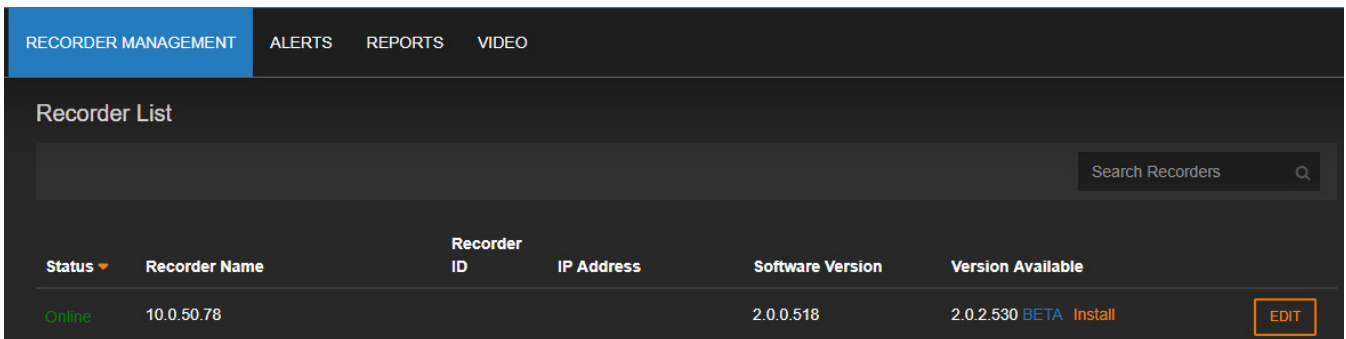 RECORDER MANAGEMENT ALERTS REPORTS VIDEO
Recorder List
Search Recorders
Status Recorder Name Recorder ID IP Address Software Version Version Available
Online 10.0.50.78 2.0.0.518 2.0.2.530 BETA Install EDIT